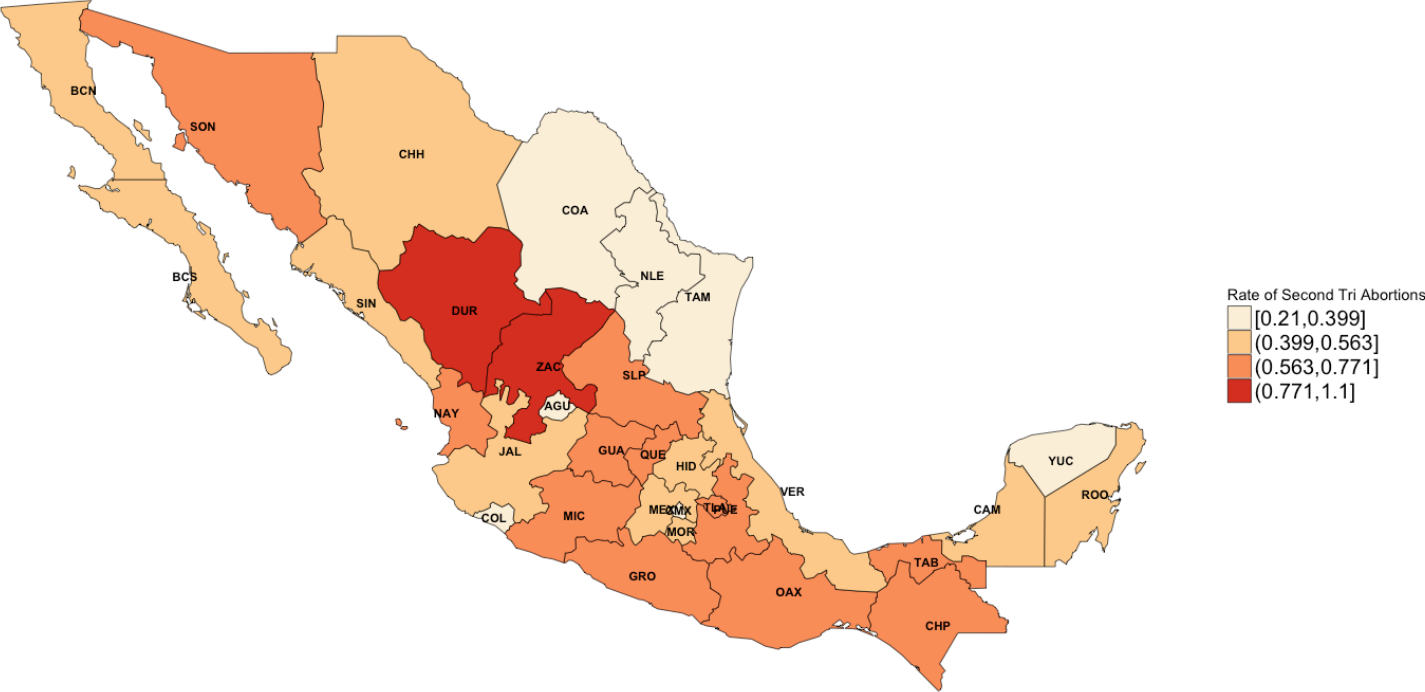 BCN
SON
CHH
COA
BCS
NLE
TAM
SIN
DUR
ZAC
SLP
AGU
NAY
JAL
GUA
QUE
HID
YUC
VER
ROO
COL
MIC
MEX
CMX
TLA
PUE
CAM
MOR
GRO
TAB
OAX
CHP
Rate of Second Tri Abortions
[0.21,0.399]
(0.399,0.563]
(0.563,0.771]
(0.771,1.1]